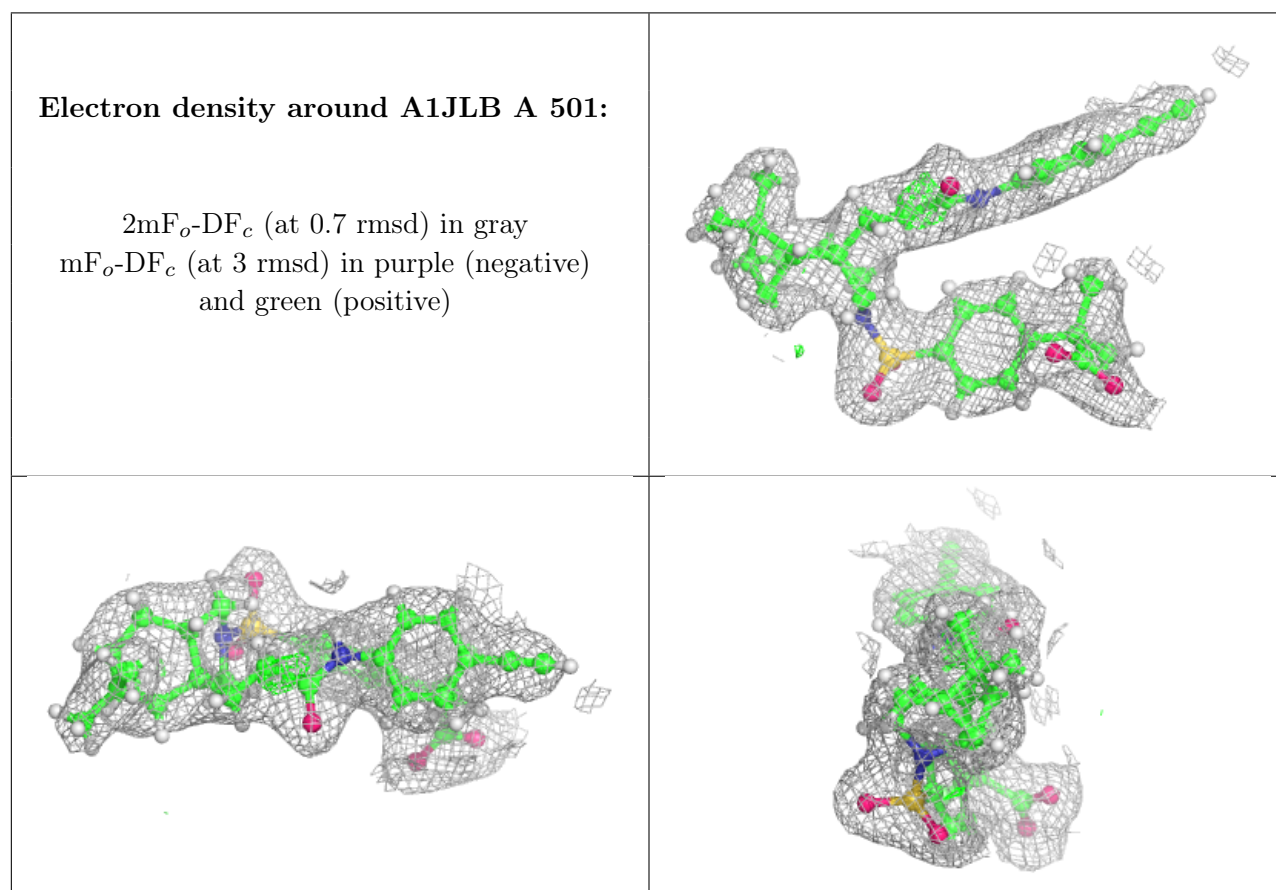 Electron density around A1JLB A 501:
2mFₒ-DF𝑐 (at 0.7 rmsd) in gray
mFₒ-DF𝑐 (at 3 rmsd) in purple (negative)
and green (positive)